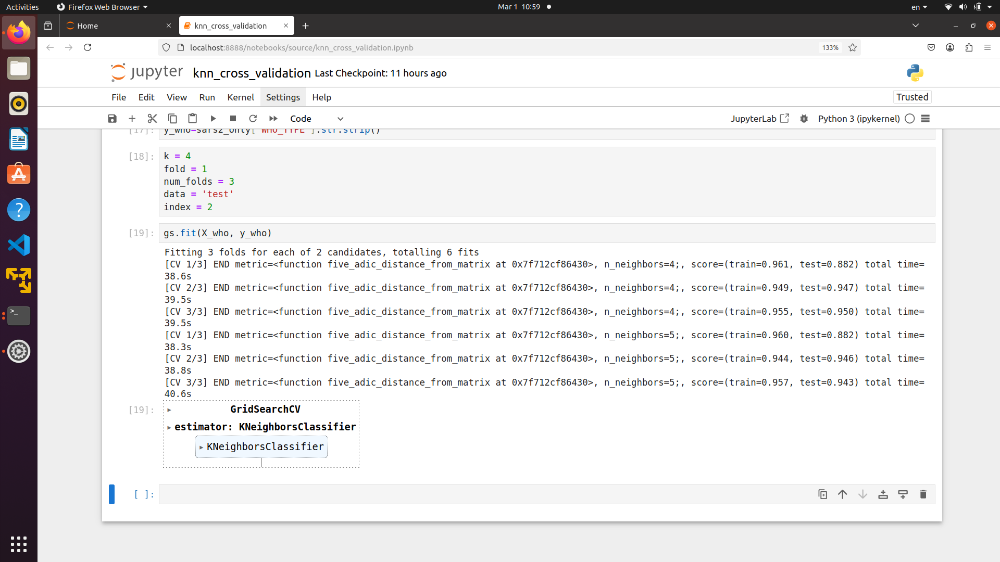 Activities Firefox Web Browser Mar 1 10:59 en
Home knn_cross_validation
localhost:8888/notebooks/source/knn_cross_validation.ipynb 133%
jupyter knn_cross_validation Last Checkpoint: 11 hours ago
File Edit View Run Kernel Settings Help Trusted
Code JupyterLab Python 3 (ipykernel)
[17]: y_who=sars2_only['WHO_TYPE'].str.strip()
[18]: k = 4
fold = 1
num_folds = 3
data = 'test'
index = 2
[19]: gs.fit(X_who, y_who)
Fitting 3 folds for each of 2 candidates, totalling 6 fits
[CV 1/3] END metric=<function five_adic_distance_from_matrix at 0x7f712cf86430>, n_neighbors=4;, score=(train=0.961, test=0.882) total time=
38.6s
[CV 2/3] END metric=<function five_adic_distance_from_matrix at 0x7f712cf86430>, n_neighbors=4;, score=(train=0.949, test=0.947) total time=
39.5s
[CV 3/3] END metric=<function five_adic_distance_from_matrix at 0x7f712cf86430>, n_neighbors=4;, score=(train=0.955, test=0.950) total time=
39.5s
[CV 1/3] END metric=<function five_adic_distance_from_matrix at 0x7f712cf86430>, n_neighbors=5;, score=(train=0.960, test=0.882) total time=
38.3s
[CV 2/3] END metric=<function five_adic_distance_from_matrix at 0x7f712cf86430>, n_neighbors=5;, score=(train=0.944, test=0.946) total time=
38.8s
[CV 3/3] END metric=<function five_adic_distance_from_matrix at 0x7f712cf86430>, n_neighbors=5;, score=(train=0.957, test=0.943) total time=
40.6s
[19]: GridSearchCV
estimator: KNeighborsClassifier
KNeighborsClassifier
[ ]: